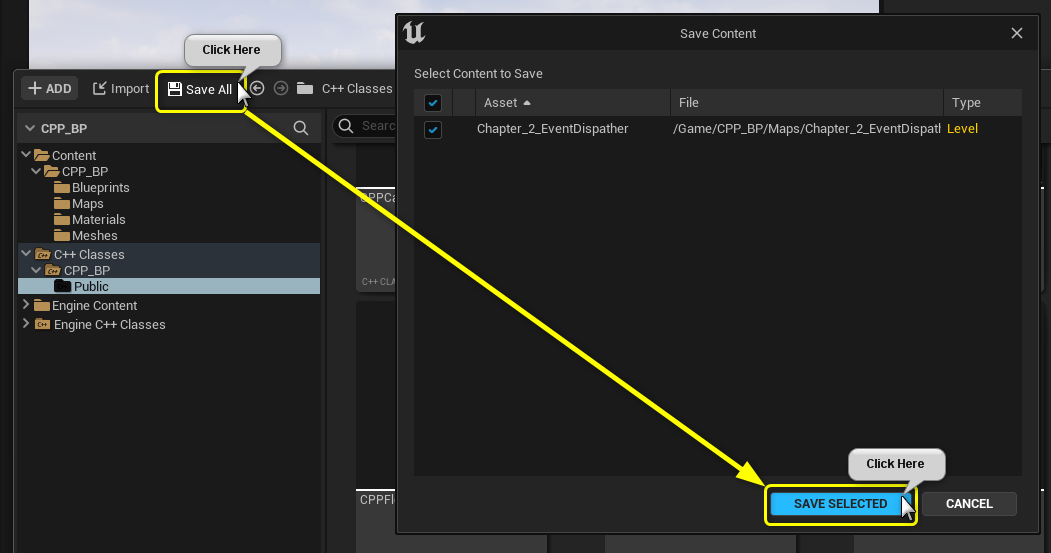 Click Here
Save Content
Select Content to Save
Asset File Type
Chapter_2_EventDispather /Game/CPP_BP/Maps/Chapter_2_EventDispath Level
ADD Import Save All C++ Classes
CPP_BP
Searc
Content
CPP_BP
Blueprints
Maps
Materials
Meshes
C++ Classes
CPP_BP
Public
Engine Content
Engine C++ Classes
CPPCa
C++ CLA
CPPFl
Click Here
SAVE SELECTED CANCEL